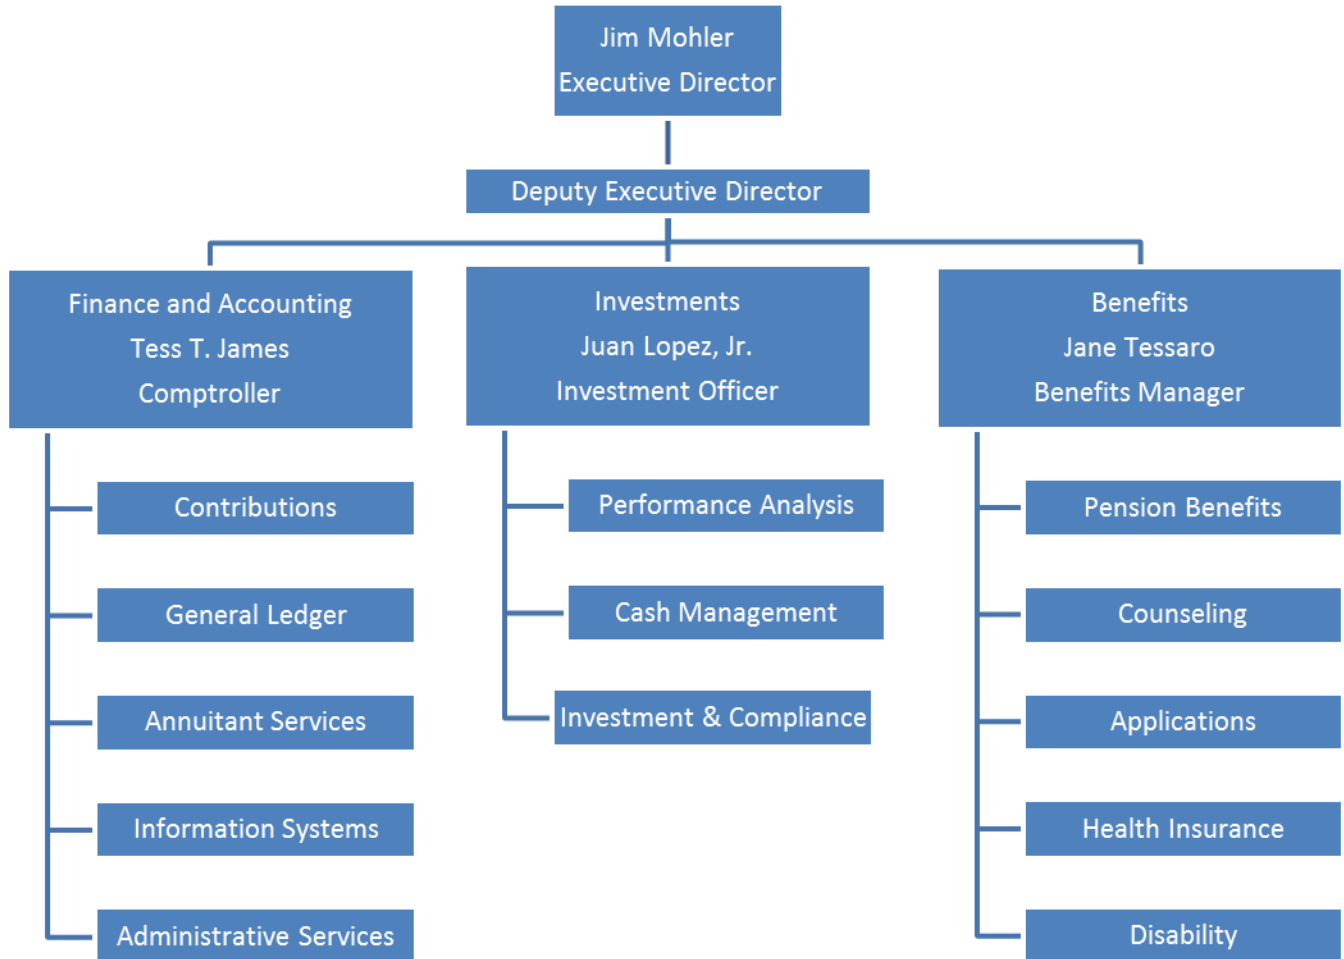 Jim Mohler
Executive Director
Deputy Executive Director
Finance and Accounting
Tess T. James
Comptroller
Contributions
General Ledger
Annuitant Services
Information Systems
Administrative Services
Investments
Juan Lopez, Jr.
Investment Officer
Performance Analysis
Cash Management
Investment & Compliance
Benefits
Jane Tessaro
Benefits Manager
Pension Benefits
Counseling
Applications
Health Insurance
Disability